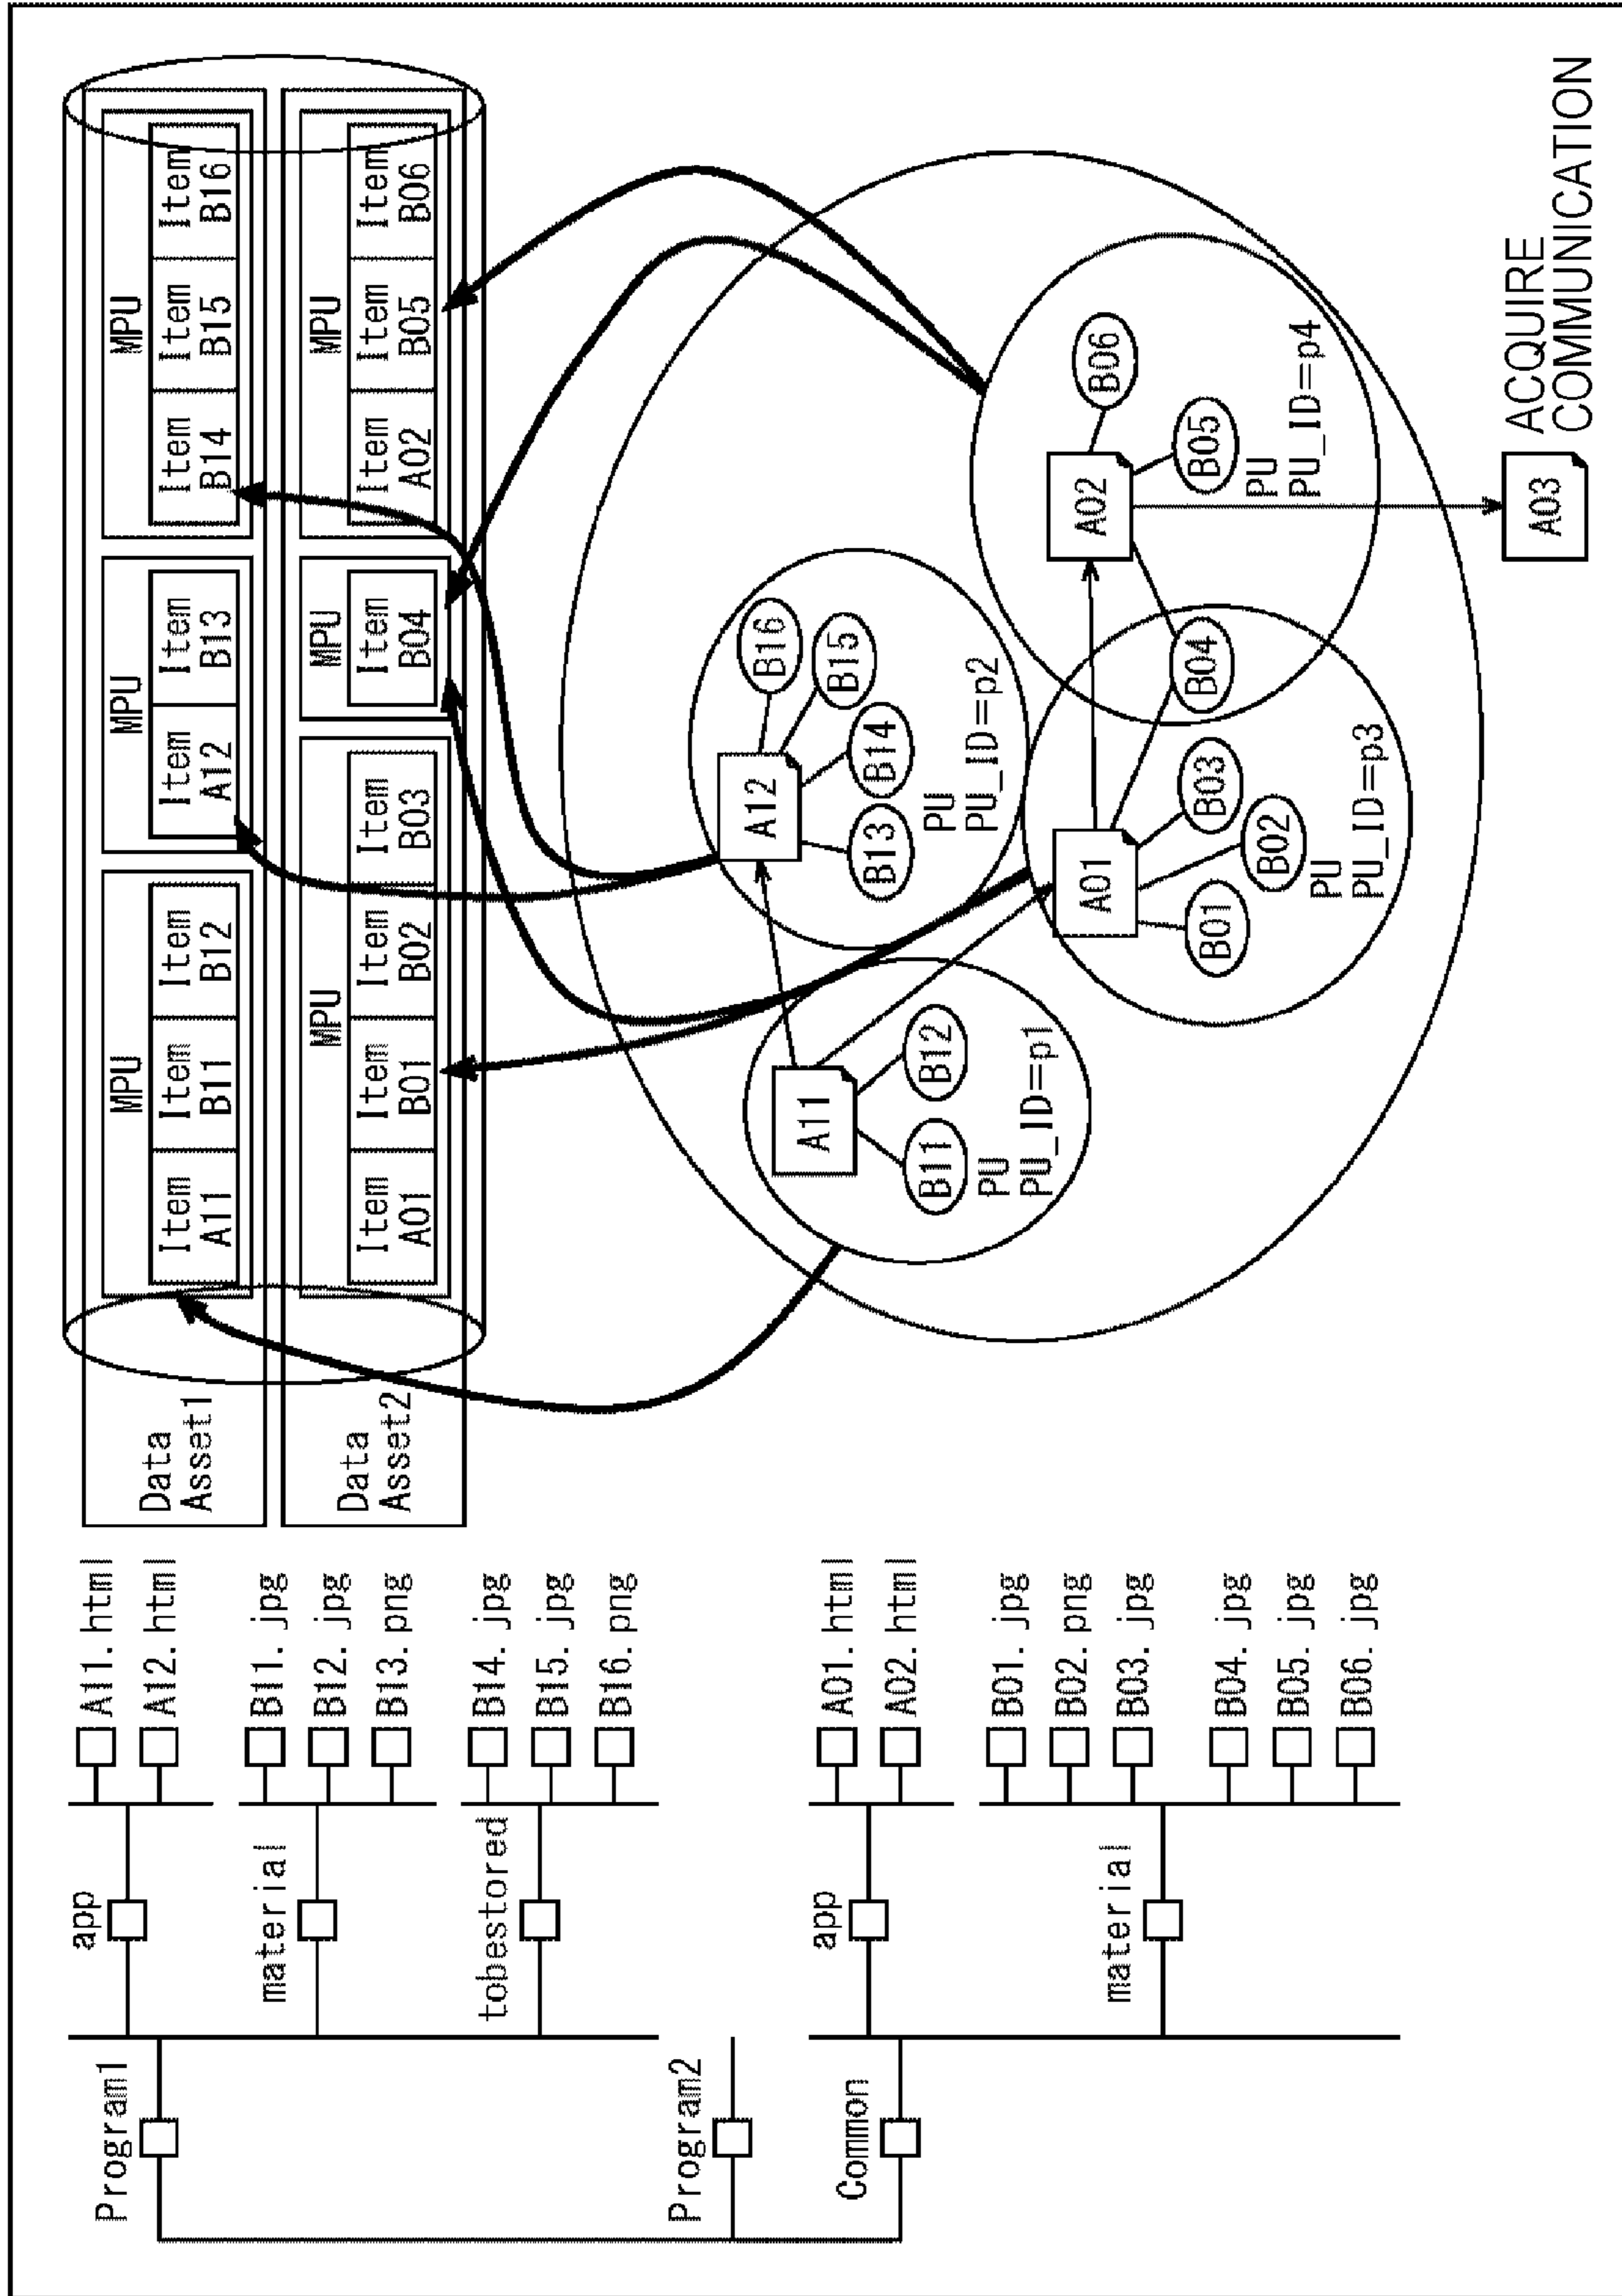 Program1
app
A11.html
A12.html
material
B11.jpg
B12.jpg
B13.png
tobestored
B14.jpg
B15.jpg
B16.png
Program2
Common
app
A01.html
A02.html
material
B01.jpg
B02.png
B03.jpg
B04.jpg
B05.jpg
B06.jpg
Data
Asset1
MPU
Item
A11
Item
B11
Item
B12
MPU
Item
A12
Item
B13
MPU
Item
B14
Item
B15
Item
B16
Data
Asset2
MPU
Item
A01
Item
B01
Item
B02
Item
B03
MPU
Item
B04
MPU
Item
A02
Item
B05
Item
B06
A11
B11
B12
PU
PU_ID=p1
A12
B13
B14
B15
B16
PU
PU_ID=p2
A01
B01
B02
B03
B04
PU
PU_ID=p3
A02
B05
B06
PU
PU_ID=p4
A03
ACQUIRE
COMMUNICATION